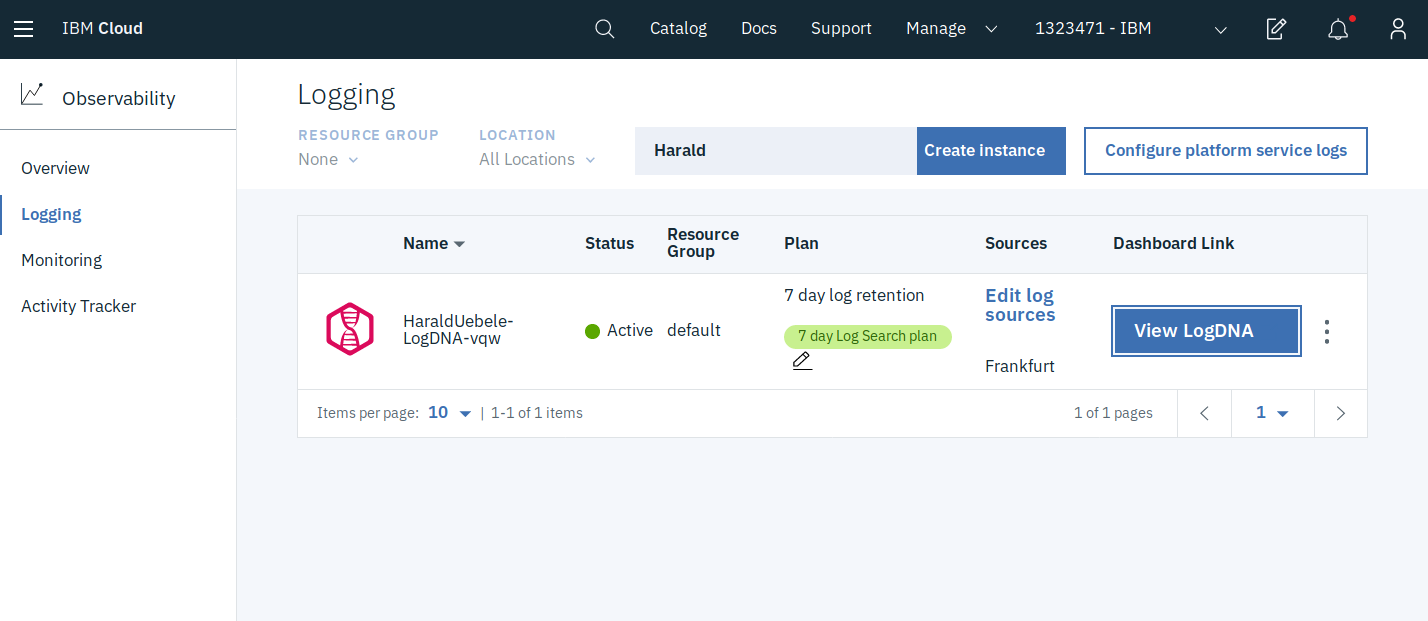 IBM Cloud
Catalog
Docs
Support
Manage
1323471 - IBM
Observability
Overview
Logging
Monitoring
Activity Tracker
Logging
RESOURCE GROUP
None
LOCATION
All Locations
Harald
Create instance
Configure platform service logs
Name
Status
Resource
Group
Plan
Sources
Dashboard Link
HaraldUebele-
LogDNA-vqw
Active
default
7 day log retention
7 day Log Search plan
Edit log
sources
Frankfurt
View LogDNA
Items per page: 10 | 1-1 of 1 items
1 of 1 pages
1